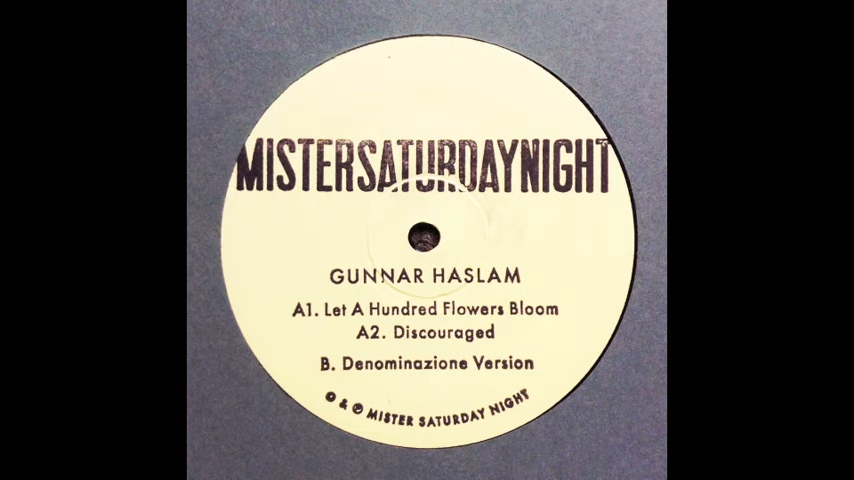 MISTERSATURDAYNIGHT
GUNNAR HASLAM
A1. Let A Hundred Flowers Bloom
A2. Discouraged
B. Denominazione Version
© & ℗ MISTER SATURDAY NIGHT